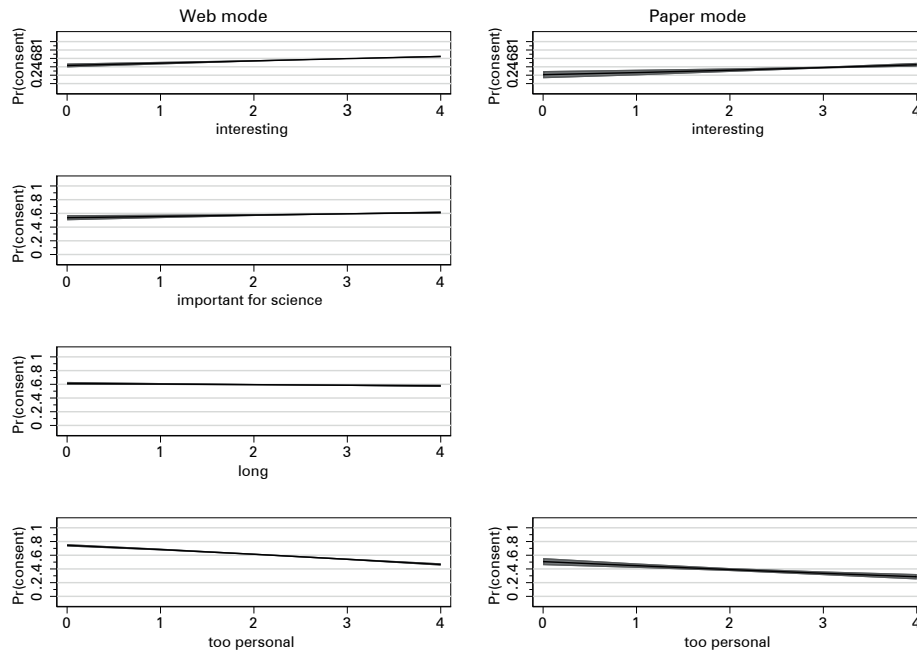 Web mode
Paper mode
Pr(consent)
0.24681
0 1 2 3 4
interesting
Pr(consent)
0.24681
0 1 2 3 4
interesting
Pr(consent)
0 .2 .4 .6 .8 1
0 1 2 3 4
important for science
Pr(consent)
0 .2 .4 .6 .8 1
0 1 2 3 4
long
Pr(consent)
0 .2 .4 .6 .8 1
0 1 2 3 4
too personal
Pr(consent)
0 .2 .4 .6 .8 1
0 1 2 3 4
too personal